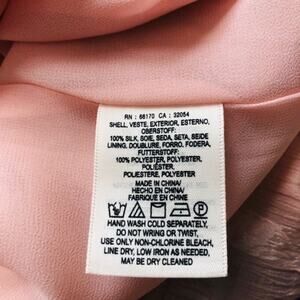 RN : 66170 CA : 32054
SHELL, VESTE, EXTERIOR, ESTERNO,
OBERSTOFF:
100% SILK, SOIE, SEDA, SETA, SEIDE
LINING, DOUBLURE, FORRO, FODERA,
FUTTERSTOFF:
100% POLYESTER, POLYESTER,
POLIÉSTER,
POLIESTERE, POLYESTER
MADE IN CHINA/
HECHO EN CHINA/
FABRIQUÉ EN CHINE
HAND WASH COLD SEPARATELY,
DO NOT WRING OR TWIST,
USE ONLY NON-CHLORINE BLEACH,
LINE DRY, LOW IRON AS NEEDED,
MAY BE DRY CLEANED